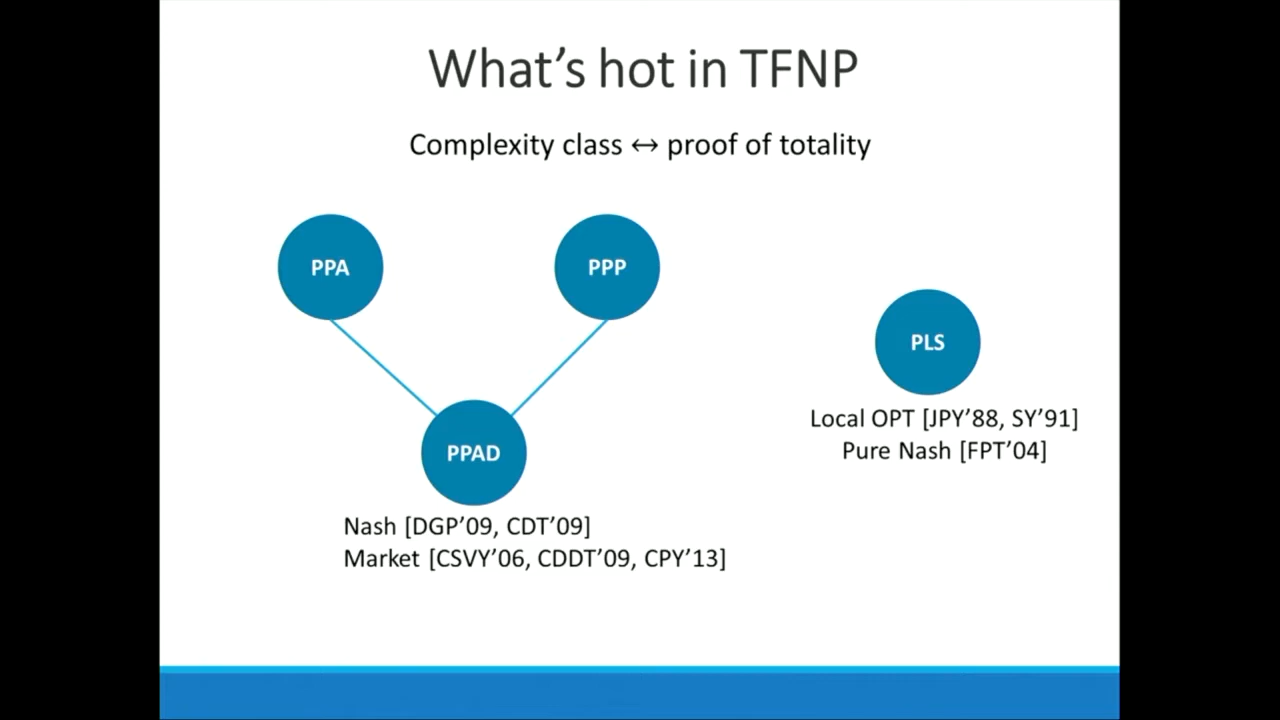 What’s hot in TFNP
Complexity class ↔ proof of totality
PPA
PPP
PLS
Local OPT [JPY’88, SY’91]
Pure Nash [FPT’04]
PPAD
Nash [DGP’09, CDT’09]
Market [CSVY’06, CDDT’09, CPY’13]